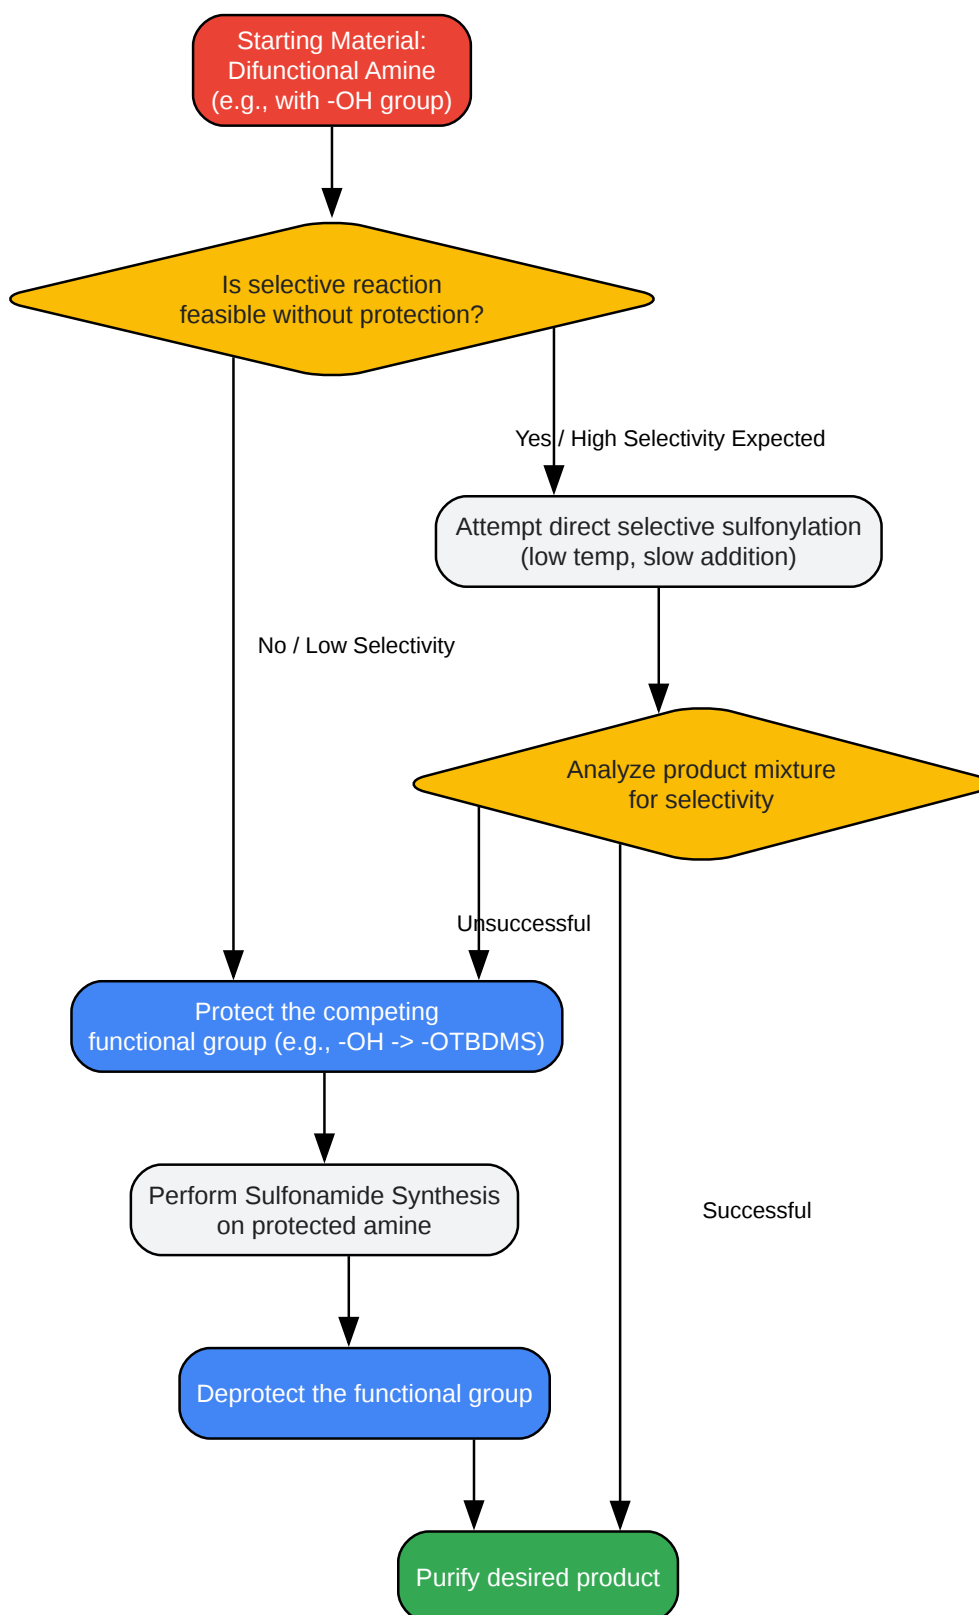 Starting Material:
Difunctional Amine
(e.g., with -OH group)
Is selective reaction
feasible without protection?
Yes / High Selectivity Expected
Attempt direct selective sulfonylation
(low temp, slow addition)
No / Low Selectivity
Analyze product mixture
for selectivity
Unsuccessful
Protect the competing
functional group (e.g., -OH -> -OTBDMS)
Perform Sulfonamide Synthesis
on protected amine
Successful
Deprotect the functional group
Purify desired product